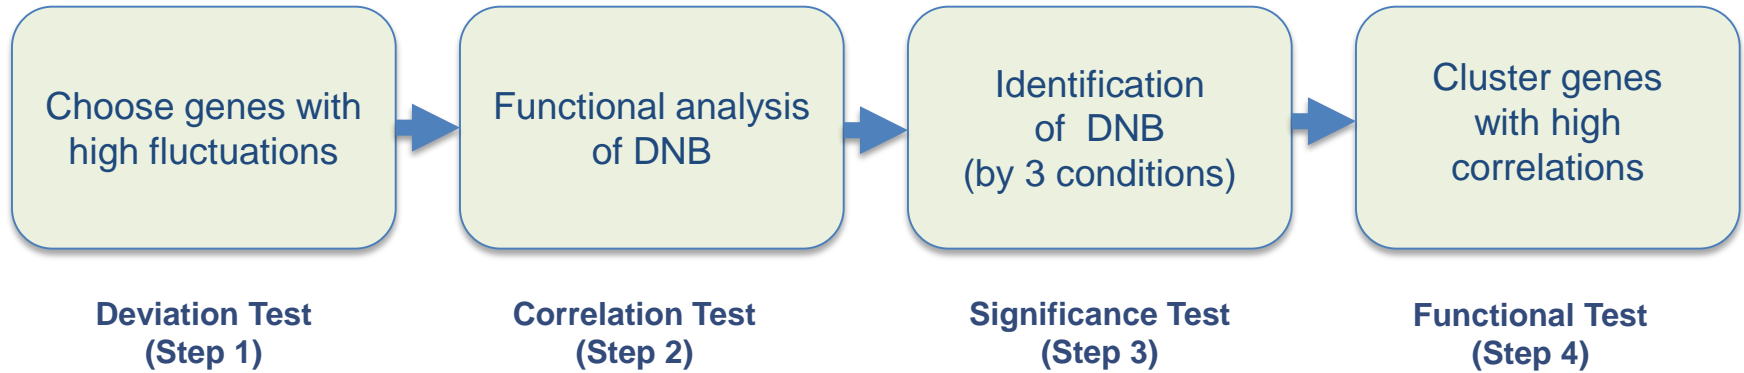 Choose genes with
high fluctuations
Functional analysis
of DNB
Identification
of DNB
(by 3 conditions)
Cluster genes
with high
correlations
Deviation Test
(Step 1)
Correlation Test
(Step 2)
Significance Test
(Step 3)
Functional Test
(Step 4)